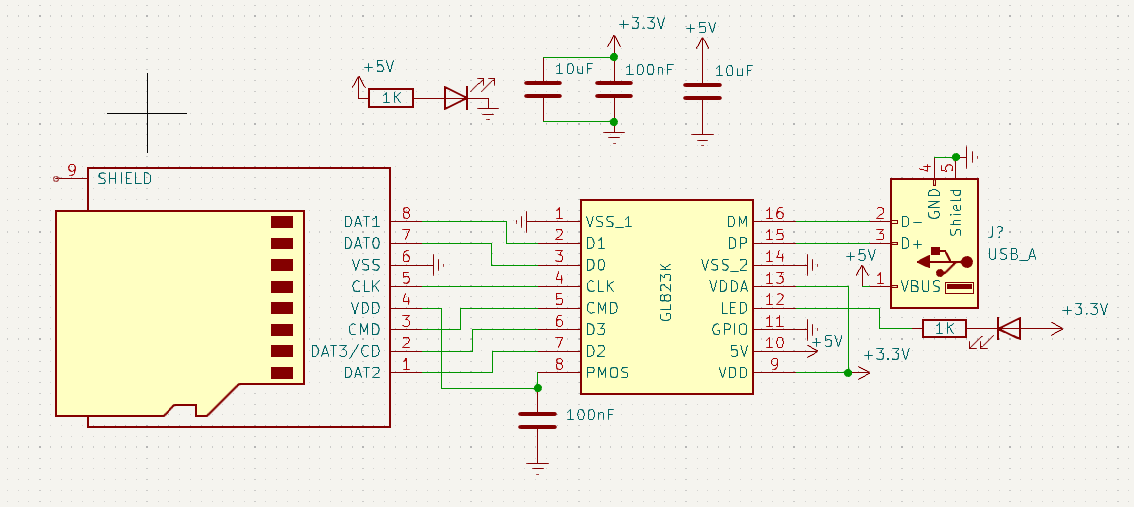 +3.3V
+5V
+5V
10uF
100nF
10uF
1K
9
SHIELD
DAT1 8
DAT0 7
VSS 6
CLK 5
VDD 4
CMD 3
DAT3/CD 2
DAT2 1
1 VSS_1
2 D1
3 D0
4 CLK
5 CMD
6 D3
7 D2
8 PMOS
GLB23K
DM 16
DP 15
VSS_2 14
VDDA 13
LED 12
GPIO 11
5V 10
VDD 9
100nF
+5V
+3.3V
4 GND
5 Shield
2 D-
3 D+
+5V
1 VBUS
J?
USB_A
1K
+3.3V